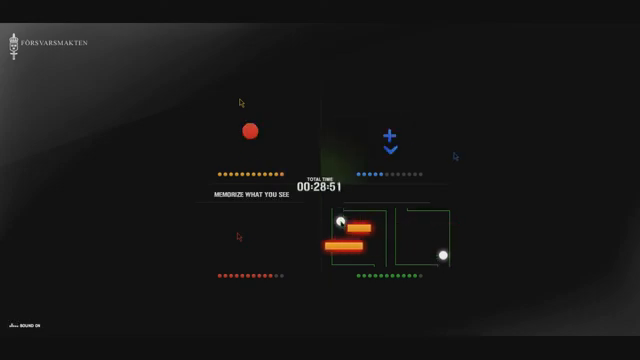 FÖRSVARSMAKTEN
TOTAL TIME
00:28:51
MEMORIZE WHAT YOU SEE
SOUND ON